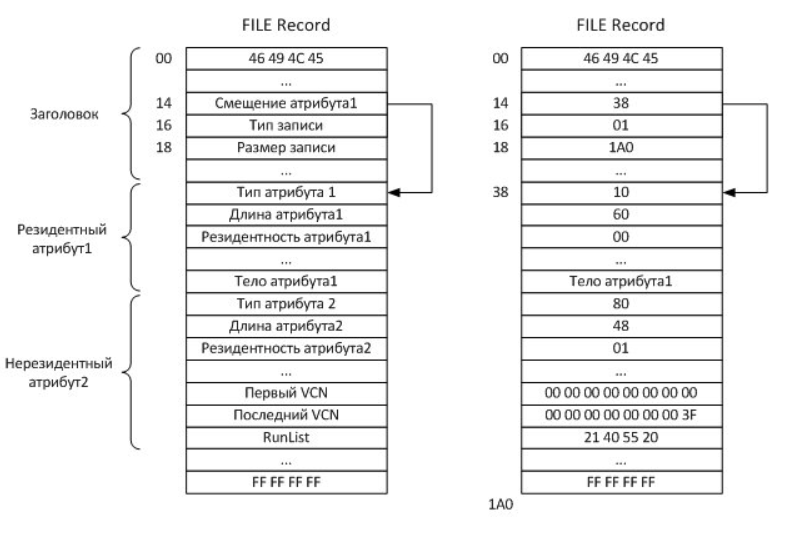 FILE Record
FILE Record
00
46 49 4C 45
00
46 49 4C 45
...
...
Заголовок
14
Смещение атрибута1
14
38
16
Тип записи
16
01
18
Размер записи
18
1A0
...
...
Резидентный
атрибут1
Тип атрибута 1
38
10
Длина атрибута1
60
Резидентность атрибута1
00
...
...
Тело атрибута1
Тело атрибута1
Нерезидентный
атрибут2
Тип атрибута 2
80
Длина атрибута2
48
Резидентность атрибута2
01
...
...
Первый VCN
00 00 00 00 00 00 00 00
Последний VCN
00 00 00 00 00 00 00 3F
RunList
21 40 55 20
...
...
FF FF FF FF
FF FF FF FF
1A0